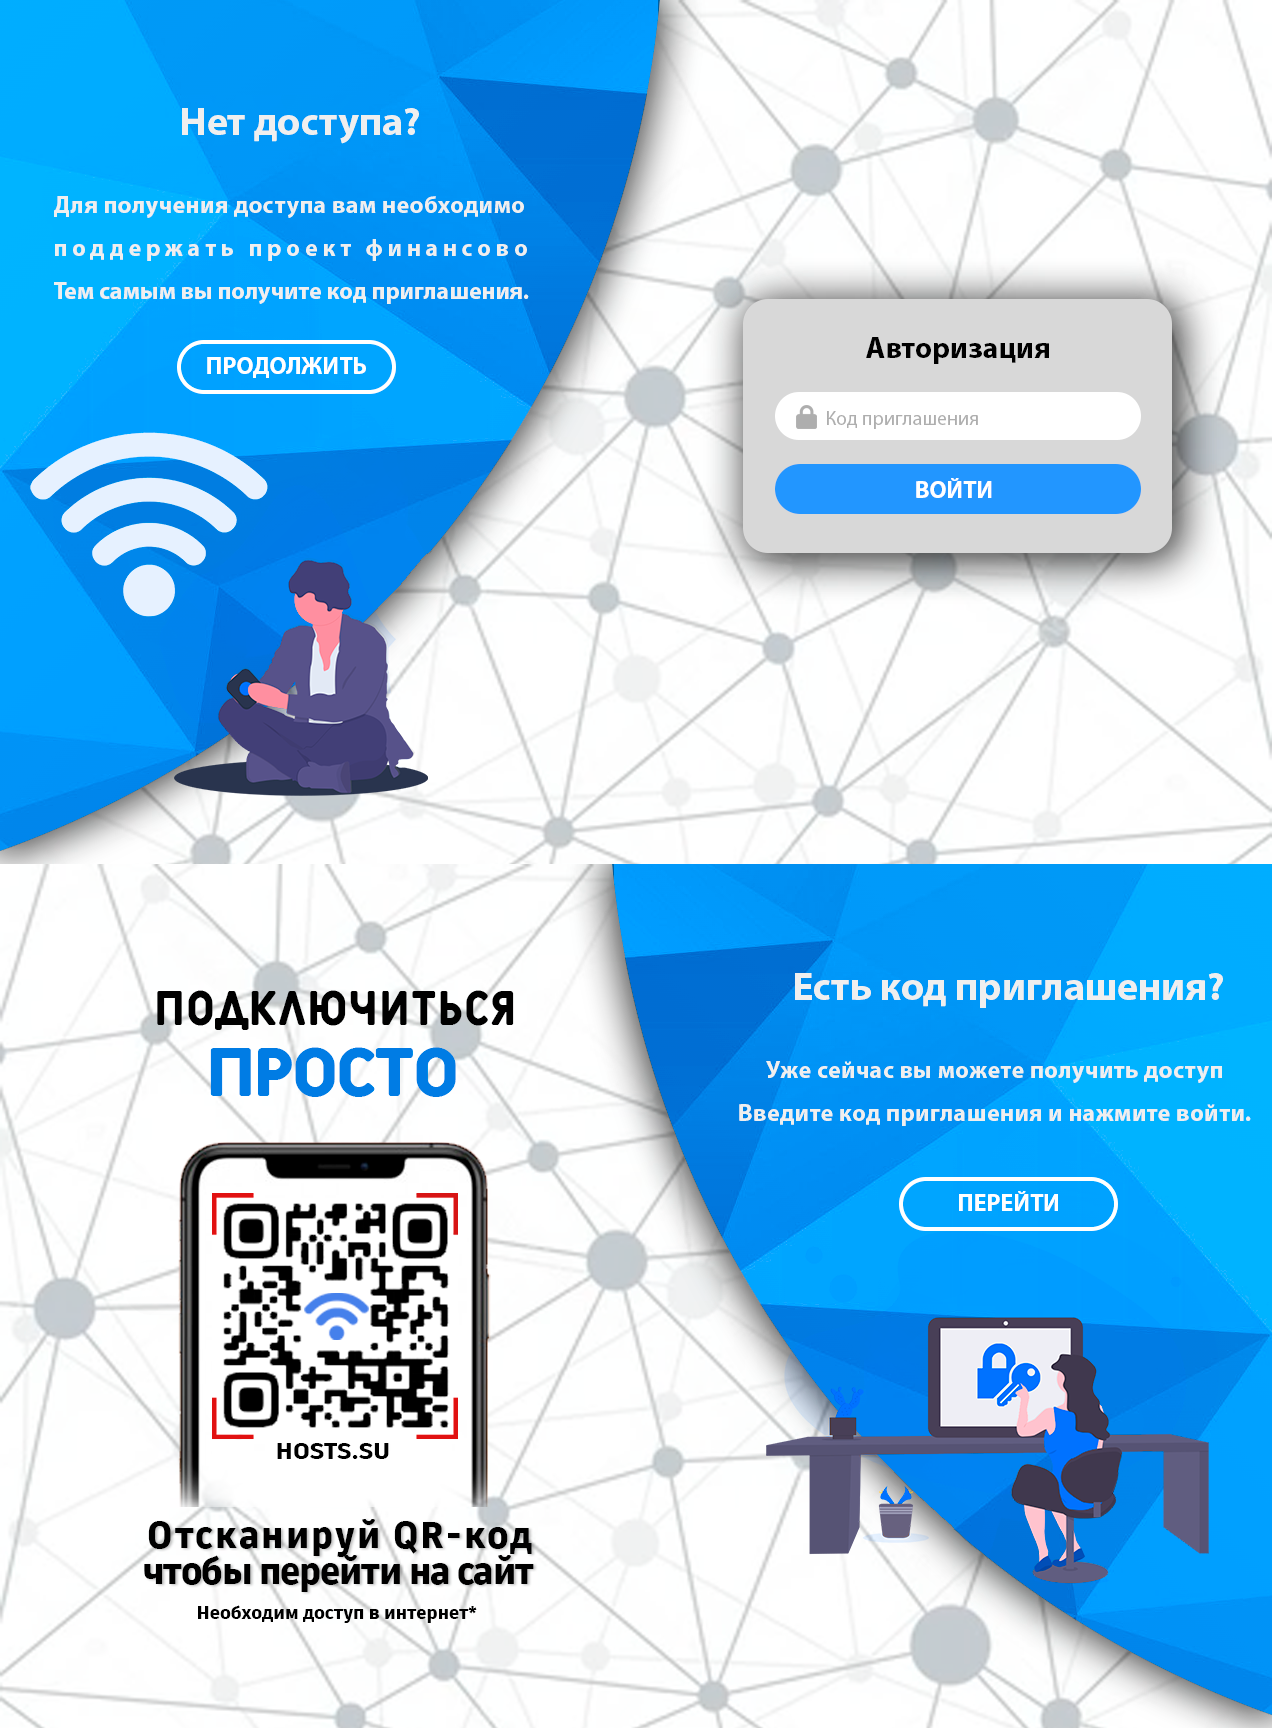 Нет доступа?
Для получения доступа вам необходимо
поддержать проект финансово
Тем самым вы получите код приглашения.
ПРОДОЛЖИТЬ
Авторизация
Код приглашения
ВОЙТИ
ПОДКЛЮЧИТЬСЯ
ПРОСТО
HOSTS.SU
Отсканируй QR-код
чтобы перейти на сайт
Необходим доступ в интернет*
Есть код приглашения?
Уже сейчас вы можете получить доступ
Введите код приглашения и нажмите войти.
ПЕРЕЙТИ